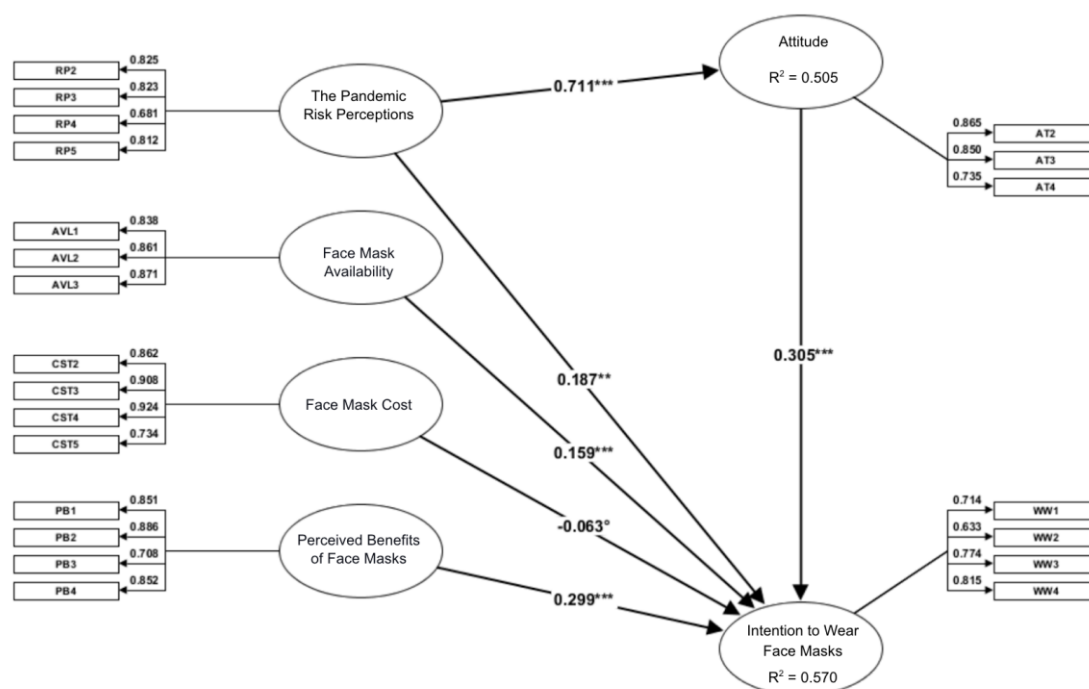 Attitude
R² = 0.505
0.825
RP2
0.823
RP3
0.681
RP4
0.812
RP5
The Pandemic
Risk Perceptions
0.711***
0.865
AT2
0.850
AT3
0.735
AT4
0.838
AVL1
0.861
AVL2
0.871
AVL3
Face Mask
Availability
0.305***
0.187**
0.862
CST2
0.908
CST3
0.924
CST4
0.734
CST5
Face Mask Cost
0.159***
-0.063°
0.851
PB1
0.886
PB2
0.708
PB3
0.852
PB4
Perceived Benefits
of Face Masks
0.299***
0.714
WW1
0.633
WW2
0.774
WW3
0.815
WW4
Intention to Wear
Face Masks
R² = 0.570